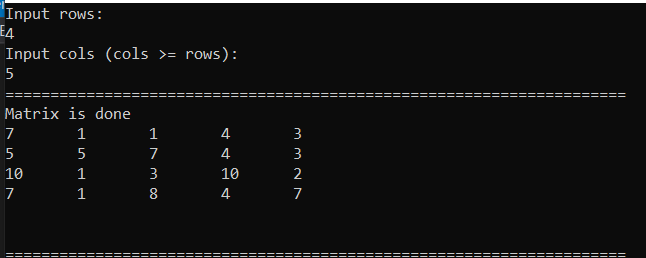 Input rows:
4
Input cols (cols >= rows):
5
=====================================================================
Matrix is done
7 1 1 4 3
5 5 7 4 3
10 1 3 10 2
7 1 8 4 7
=====================================================================